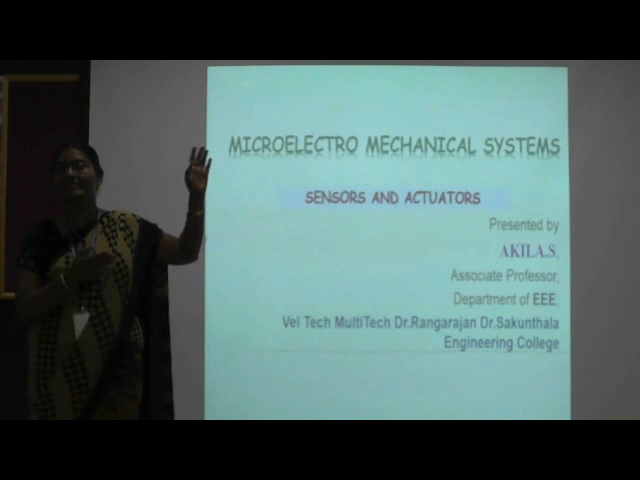 MICROELECTRO MECHANICAL SYSTEMS
SENSORS AND ACTUATORS
Presented by
AKILA.S,
Associate Professor,
Department of EEE,
Vel Tech MultiTech Dr.Rangarajan Dr.Sakunthala
Engineering College